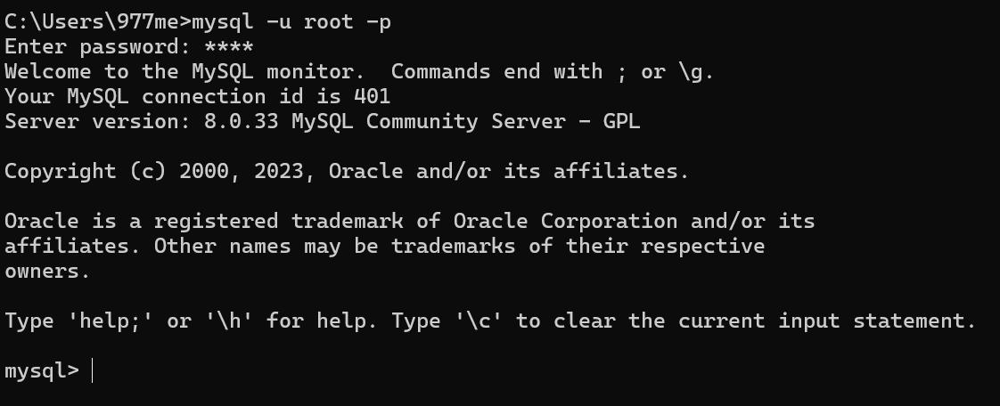 C:\Users\977me>mysql -u root -p
Enter password: ****
Welcome to the MySQL monitor.  Commands end with ; or \g.
Your MySQL connection id is 401
Server version: 8.0.33 MySQL Community Server - GPL

Copyright (c) 2000, 2023, Oracle and/or its affiliates.

Oracle is a registered trademark of Oracle Corporation and/or its
affiliates. Other names may be trademarks of their respective
owners.

Type 'help;' or '\h' for help. Type '\c' to clear the current input statement.

mysql>